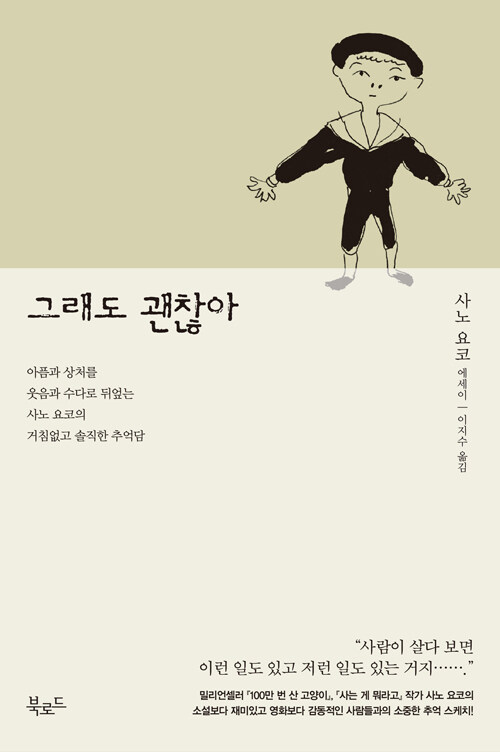 그래도 괜찮아
사노 요코 에세이 | 이지수 옮김
아픔과 상처를
웃음과 수다로 뒤엎는
사노 요코의
거침없고 솔직한 추억담
“사람이 살다 보면
이런 일도 있고 저런 일도 있는 거지…….”
밀리언셀러 『100만 번 산 고양이』, 『사는 게 뭐라고』 작가 사노 요코의
소설보다 재미있고 영화보다 감동적인 사람들과의 소중한 추억 스케치!
북로드